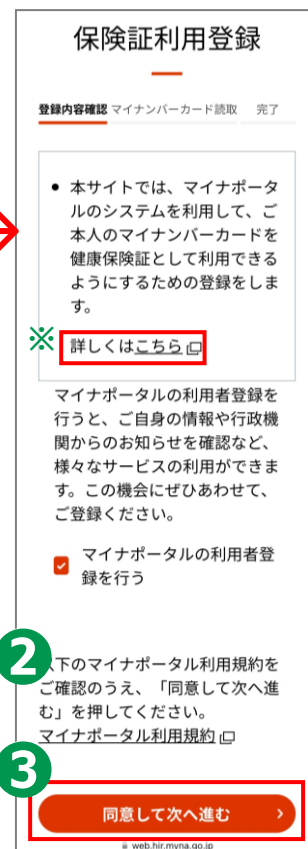 保険証利用登録
登録内容確認 マイナンバーカード読取 完了
● 本サイトでは、マイナポータ
ルのシステムを利用して、ご
本人のマイナンバーカードを
健康保険証として利用できる
ようにするための登録をしま
す。
※ 詳しくはこちら
マイナポータルの利用者登録を
行うと、ご自身の情報や行政機
関からのお知らせを確認など、
様々なサービスの利用ができま
す。この機会にぜひあわせて、
ご登録ください。
マイナポータルの利用者登
録を行う
2
下のマイナポータル利用規約を
ご確認のうえ、「同意して次へ進
む」を押してください。
マイナポータル利用規約
3
同意して次へ進む
web.hir.myna.go.jp